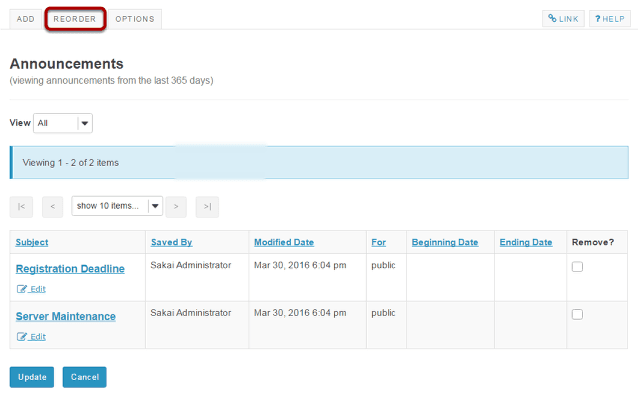 ADD REORDER OPTIONS LINK ? HELP
Announcements
(viewing announcements from the last 365 days)
View All
Viewing 1 - 2 of 2 items
|< < show 10 items... > >|
Subject Saved By Modified Date For Beginning Date Ending Date Remove?
Registration Deadline Sakai Administrator Mar 30, 2016 6:04 pm public
Edit
Server Maintenance Sakai Administrator Mar 30, 2016 6:04 pm public
Edit
Update Cancel